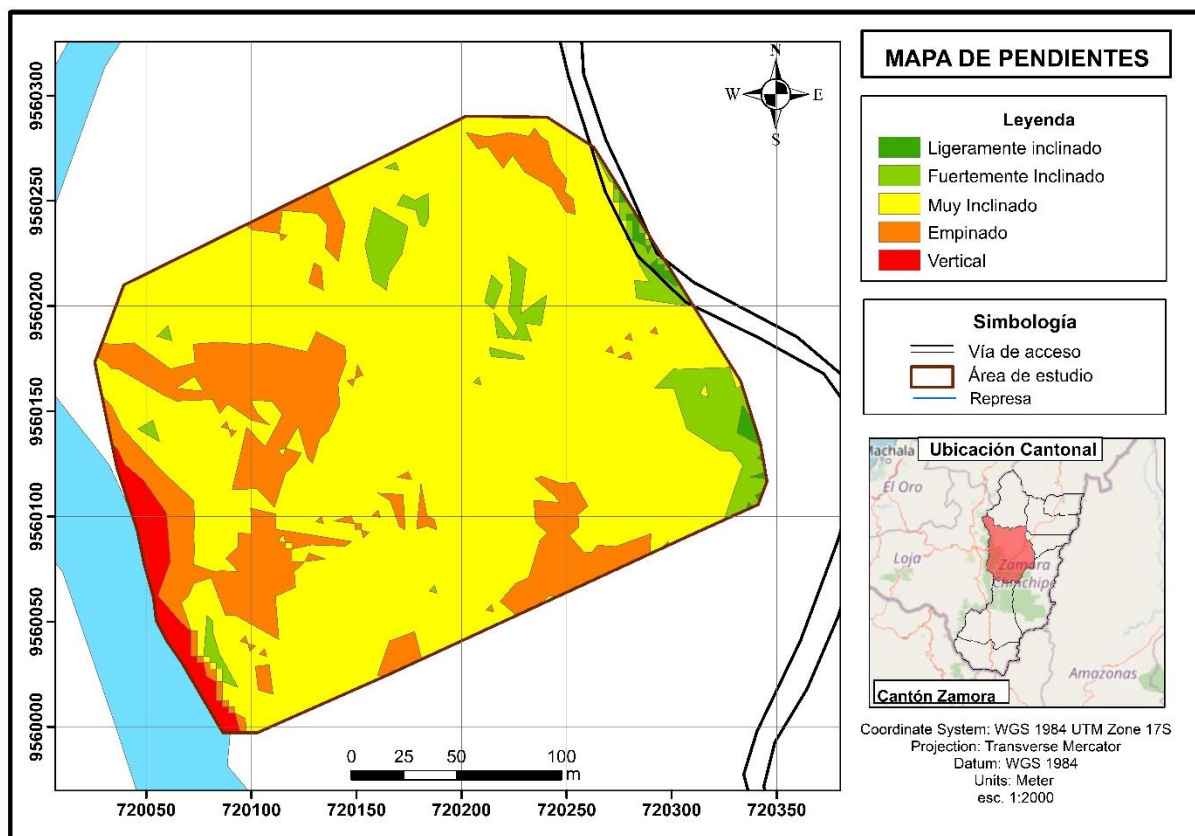 MAPA DE PENDIENTES
Leyenda
Ligeramente inclinado
Fuertemente Inclinado
Muy Inclinado
Empinado
Vertical
Simbología
Vía de acceso
Área de estudio
Represa
Ubicación Cantonal
Machala
El Oro
Loja
Zamora
Chinchipe
Amazonas
Cantón Zamora
Coordinate System: WGS 1984 UTM Zone 17S
Projection: Transverse Mercator
Datum: WGS 1984
Units: Meter
esc. 1:2000
N
W E
S
9560300
9560250
9560200
9560150
9560100
9560050
9560000
0 25 50 100
m
720050 720100 720150 720200 720250 720300 720350